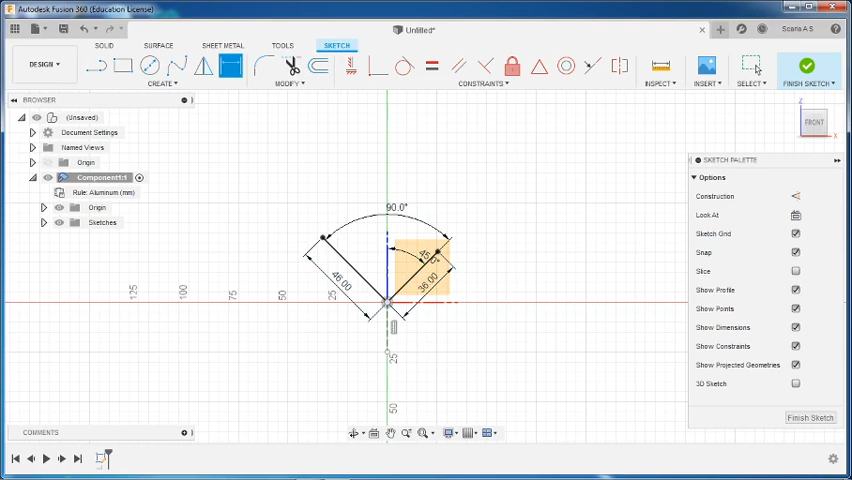 Autodesk Fusion 360 (Education License)
Untitled*
Scaria A S
SOLID
SURFACE
SHEET METAL
TOOLS
SKETCH
DESIGN
CREATE
MODIFY
CONSTRAINTS
INSPECT
INSERT
SELECT
FINISH SKETCH
BROWSER
(Unsaved)
Document Settings
Named Views
Origin
Component1:1
Rule: Aluminum (mm)
Origin
Sketches
Z
FRONT
X
SKETCH PALETTE
Options
Construction
Look At
Sketch Grid
Snap
Slice
Show Profile
Show Points
Show Dimensions
Show Constraints
Show Projected Geometries
3D Sketch
Finish Sketch
90.0°
45.0°
46.00
36.00
125
100
75
50
25
25
50
COMMENTS